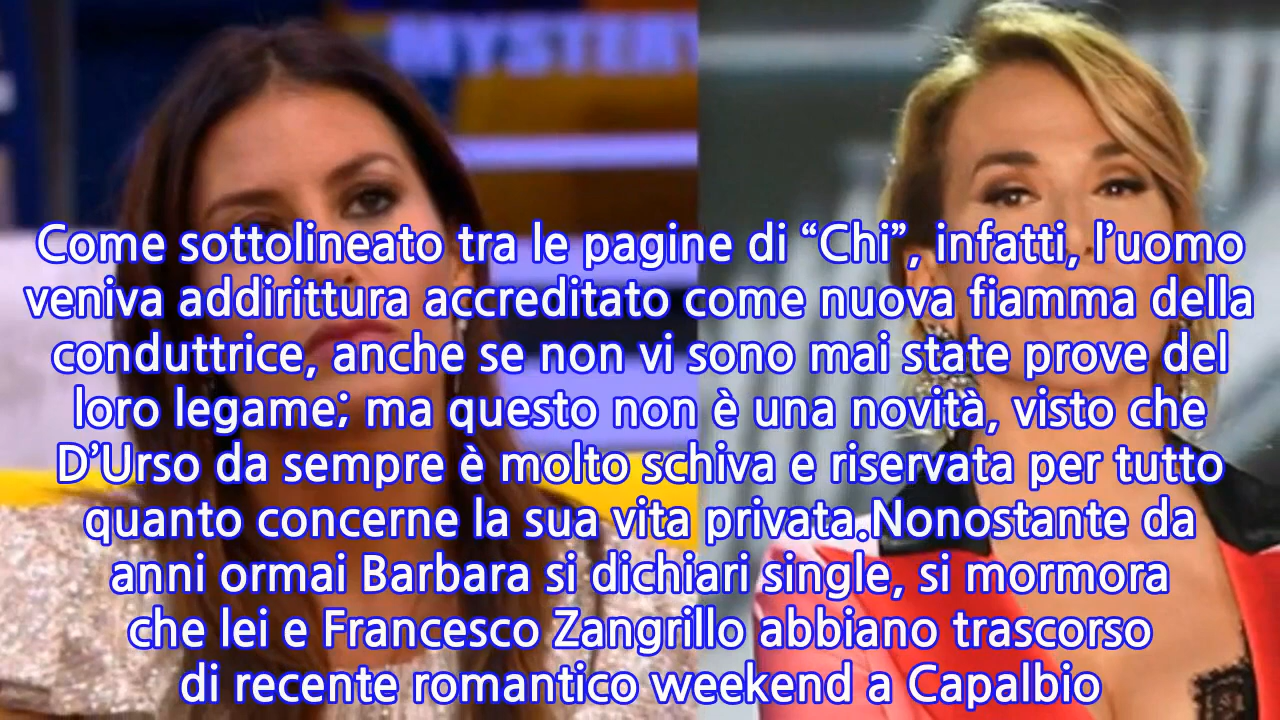 MYSTERY
Come sottolineato tra le pagine di “Chi”, infatti, l’uomo
veniva addirittura accreditato come nuova fiamma della
conduttrice, anche se non vi sono mai state prove del
loro legame; ma questo non è una novità, visto che
D’Urso da sempre è molto schiva e riservata per tutto
quanto concerne la sua vita privata.Nonostante da
anni ormai Barbara si dichiari single, si mormora
che lei e Francesco Zangrillo abbiano trascorso
di recente romantico weekend a Capalbio